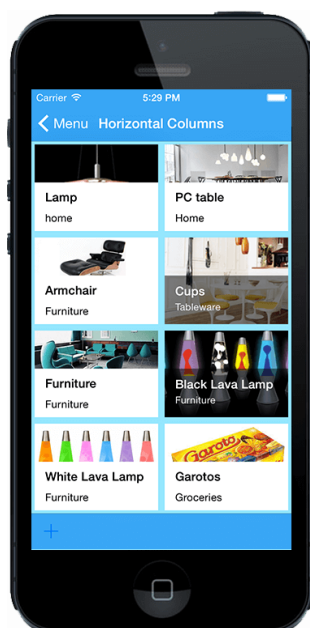 Carrier 5:29 PM
Menu Horizontal Columns
Lamp
home
PC table
Home
Armchair
Furniture
Cups
Tableware
Furniture
Furniture
Black Lava Lamp
Furniture
White Lava Lamp
Furniture
Garoto
Garotos
Groceries